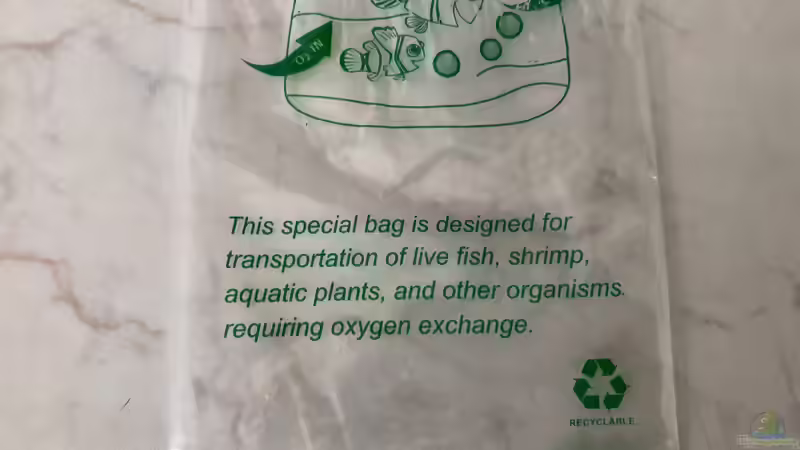 O2 IN
This special bag is designed for
transportation of live fish, shrimp,
aquatic plants, and other organisms.
requiring oxygen exchange.
RECYCLABLE